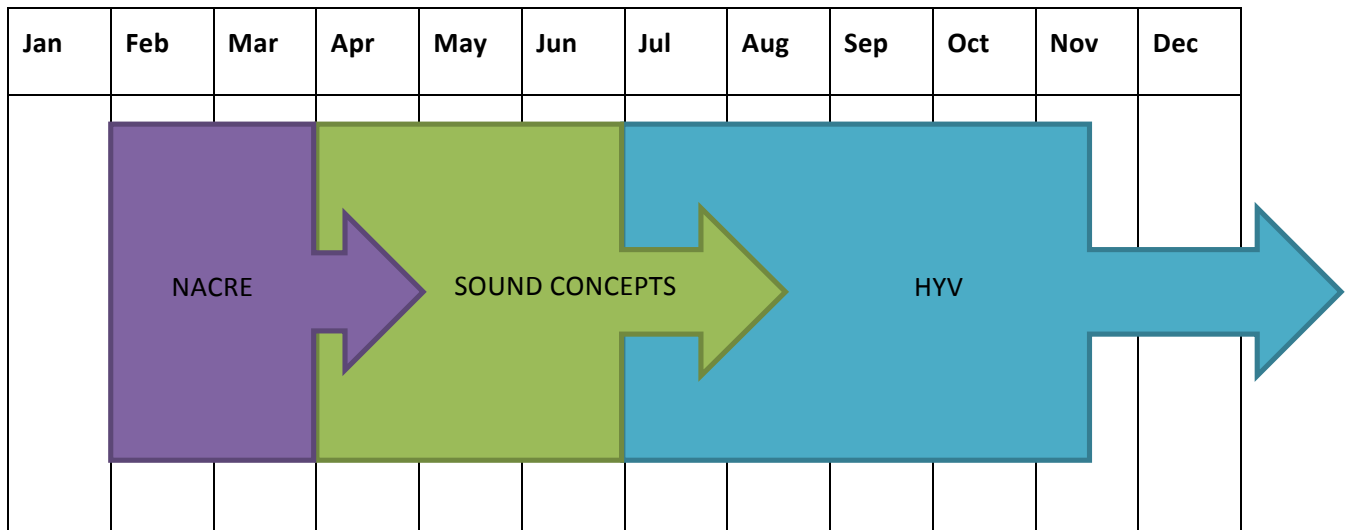 Jan Feb Mar Apr May Jun Jul Aug Sep Oct Nov Dec
NACRE SOUND CONCEPTS HYV